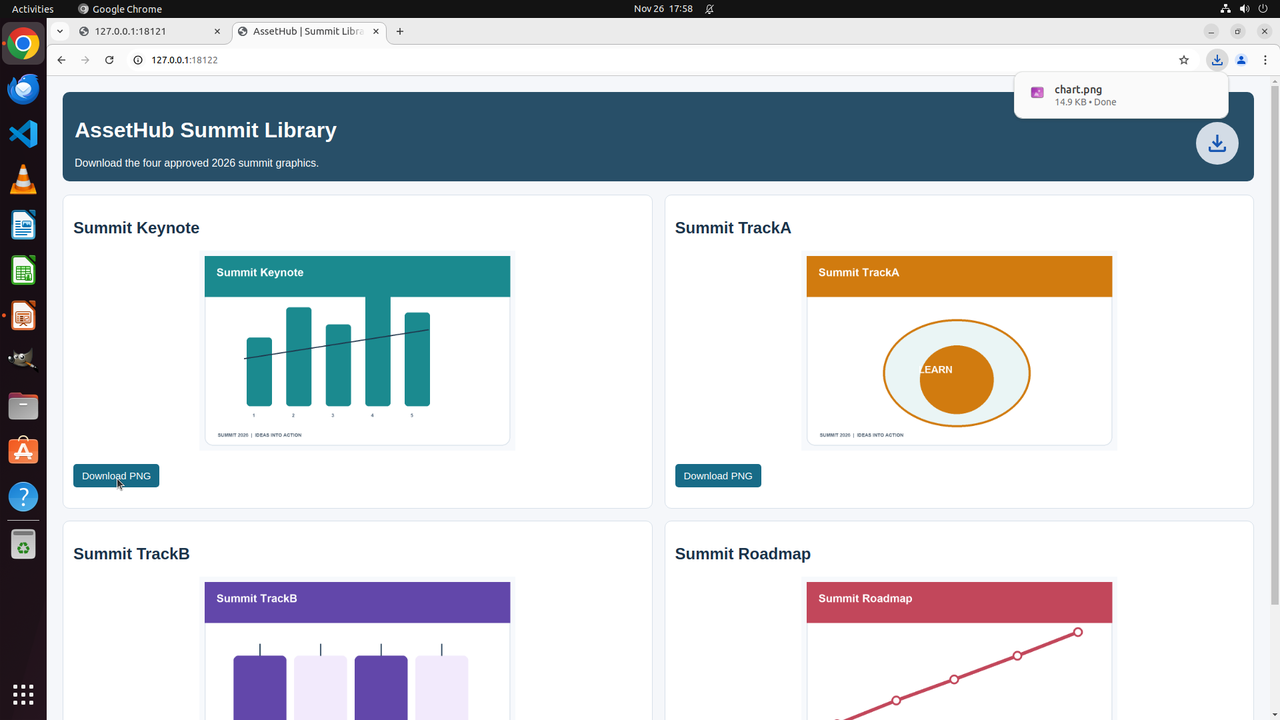 Activities
Google Chrome
Nov 26 17:58
127.0.0.1:18121
AssetHub | Summit Libra
127.0.0.1:18122
chart.png
14.9 KB • Done
AssetHub Summit Library
Download the four approved 2026 summit graphics.
Summit Keynote
Summit Keynote
1 2 3 4 5
SUMMIT 2026 | IDEAS INTO ACTION
Download PNG
Summit TrackA
Summit TrackA
LEARN
SUMMIT 2026 | IDEAS INTO ACTION
Download PNG
Summit TrackB
Summit TrackB
Summit Roadmap
Summit Roadmap